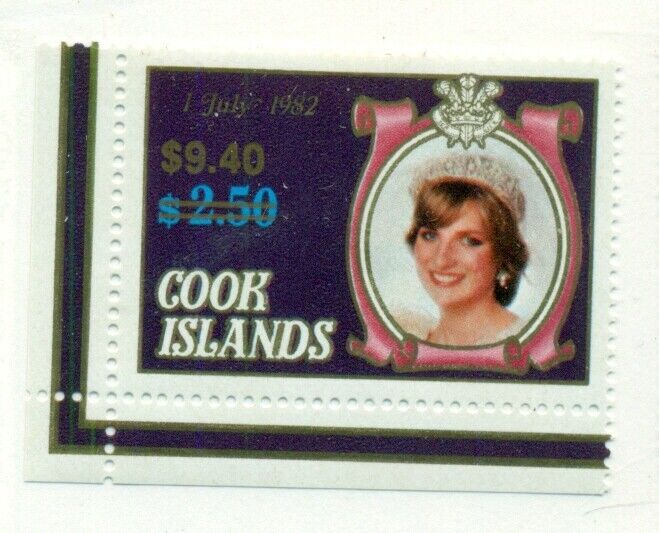 1 July 1982
$9.40
$2.50
COOK
ISLANDS